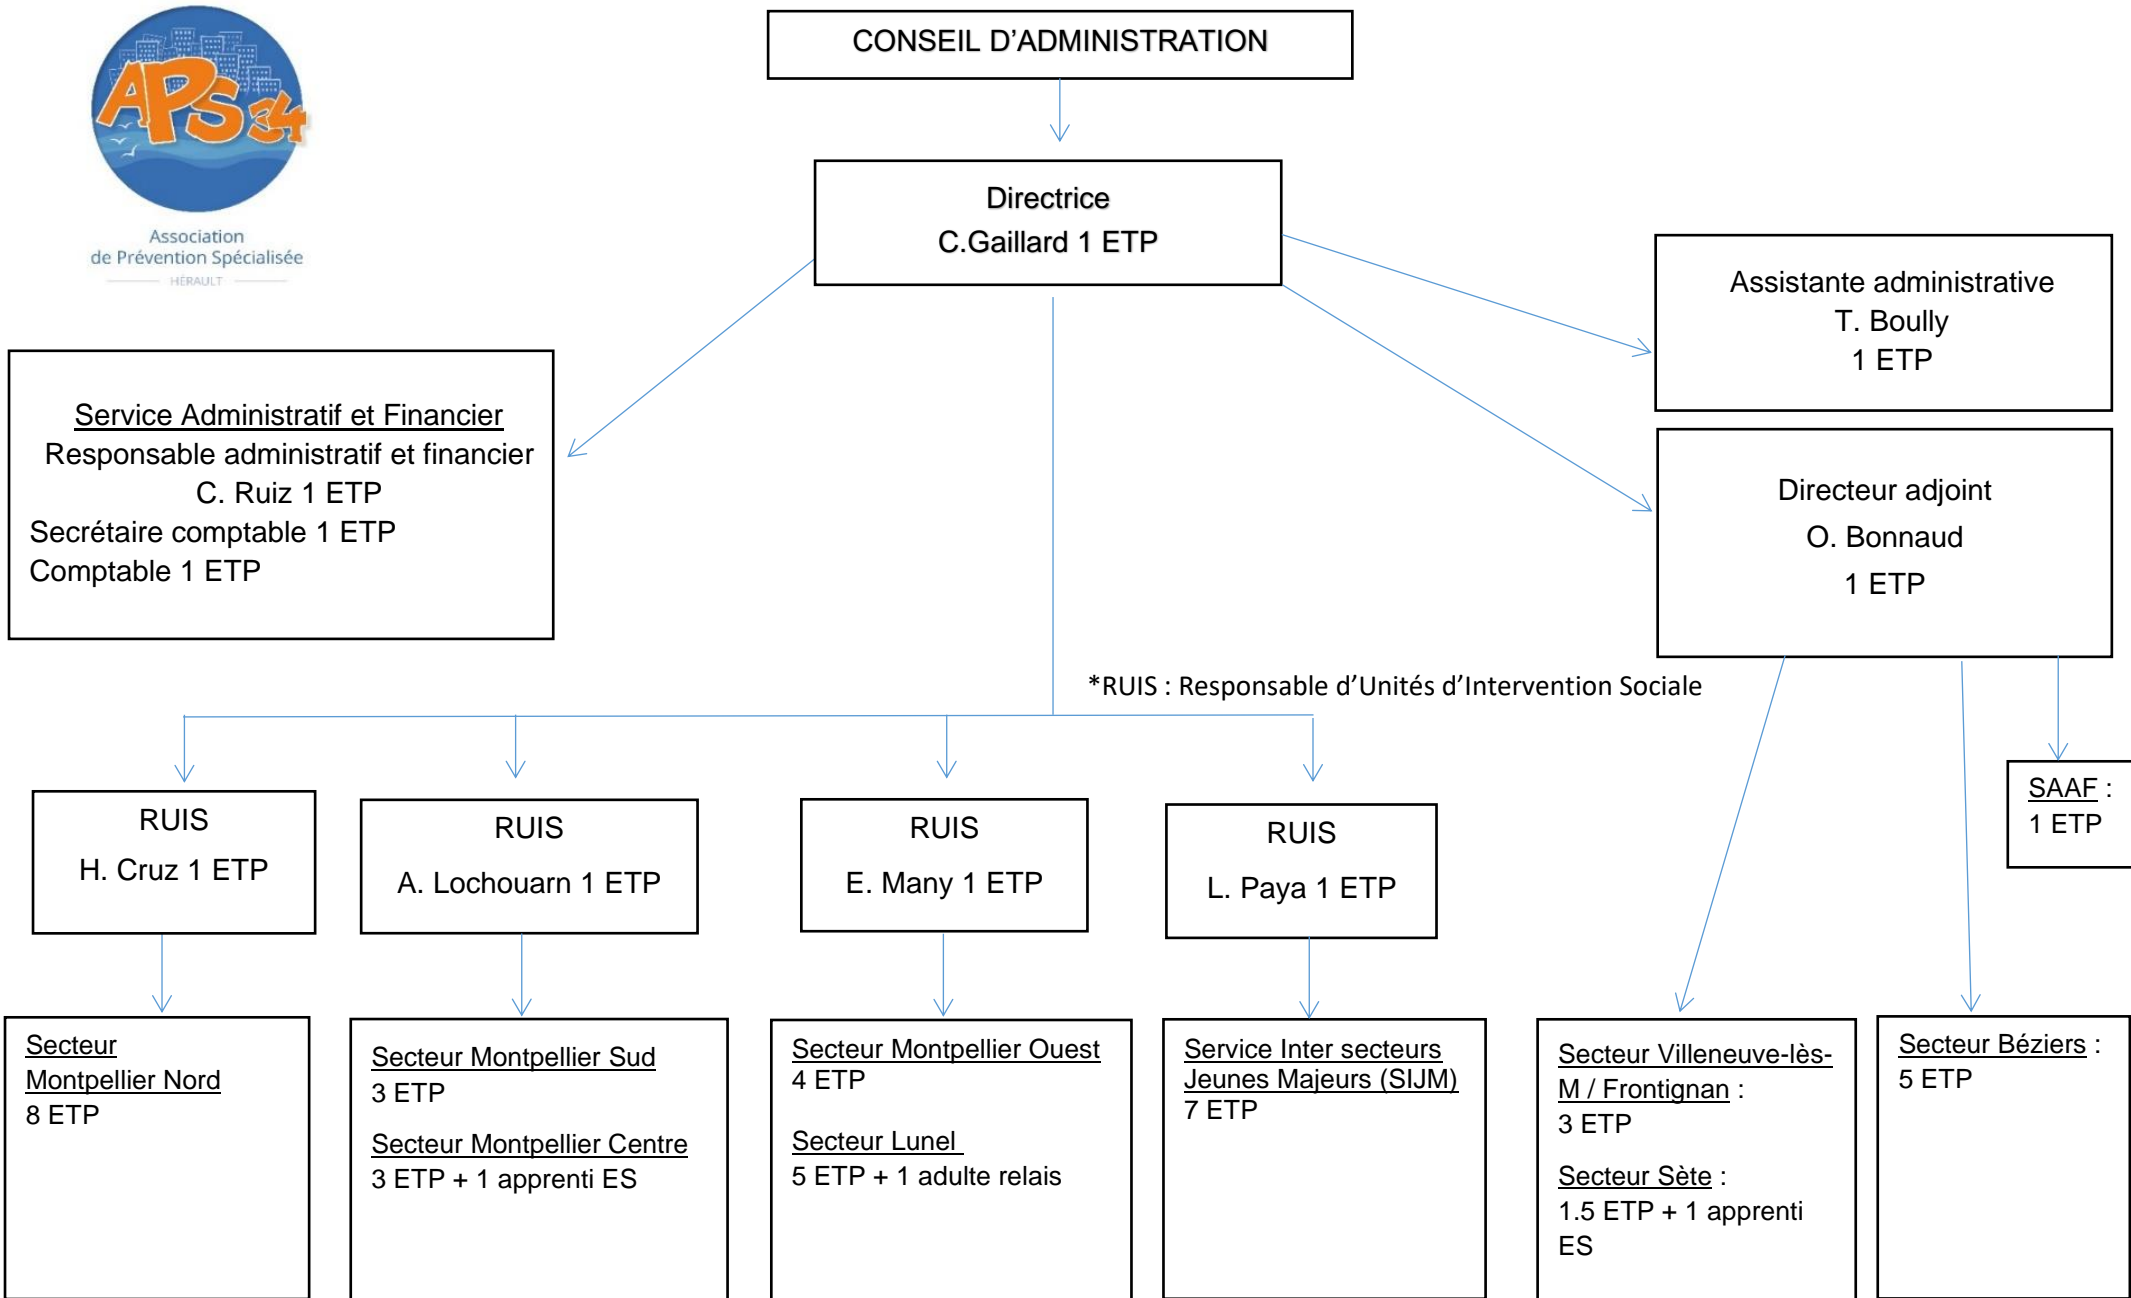 APS34
Association
de Prévention Spécialisée
HÉRAULT
CONSEIL D’ADMINISTRATION
Directrice
C.Gaillard 1 ETP
Assistante administrative
T. Boully
1 ETP
Service Administratif et Financier
Responsable administratif et financier
C. Ruiz 1 ETP
Secrétaire comptable 1 ETP
Comptable 1 ETP
Directeur adjoint
O. Bonnaud
1 ETP
*RUIS : Responsable d’Unités d’Intervention Sociale
RUIS
H. Cruz 1 ETP
RUIS
A. Lochouarn 1 ETP
RUIS
E. Many 1 ETP
RUIS
L. Paya 1 ETP
SAAF :
1 ETP
Secteur
Montpellier Nord
8 ETP
Secteur Montpellier Sud
3 ETP
Secteur Montpellier Centre
3 ETP + 1 apprenti ES
Secteur Montpellier Ouest
4 ETP
Secteur Lunel
5 ETP + 1 adulte relais
Service Inter secteurs
Jeunes Majeurs (SIJM)
7 ETP
Secteur Villeneuve-lès-
M / Frontignan :
3 ETP
Secteur Sète :
1.5 ETP + 1 apprenti
ES
Secteur Béziers :
5 ETP